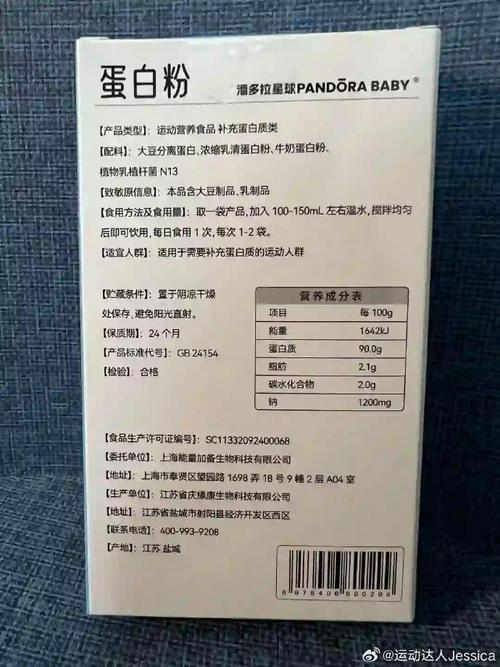 蛋白粉
潘多拉星球PANDŌRA BABY®
【产品类型】: 运动营养食品 补充蛋白质类
【配料】: 大豆分离蛋白、浓缩乳清蛋白粉、牛奶蛋白粉、
植物乳植杆菌 N13
【致敏原信息】: 本品含大豆制品、乳制品
【食用方法及食用量】: 取一袋产品, 加入 100-150mL 左右温水, 搅拌均匀
后即可饮用, 每日食用 1 次, 每次 1-2 袋。
【适宜人群】: 适用于需要补充蛋白质的运动人群
【贮藏条件】: 置于阴凉干燥
处保存, 避免阳光直射。
【保质期】: 24 个月
【产品标准代号】: GB 24154
【检验】: 合格
营养成分表
项目 每 100g
能量 1642kJ
蛋白质 90.0g
脂肪 2.1g
碳水化合物 2.0g
钠 1200mg
【食品生产许可证编号】: SC11332092400068
【委托单位】: 上海能量加备生物科技有限公司
【地址】: 上海市奉贤区望园路 1698 弄 18 号 9 幢 2 层 A04 室
【生产单位】: 江苏省庆缘康生物科技有限公司
【地址】: 江苏省盐城市射阳县经济开发区西区
【联系电话】: 400-993-9208
【产地】: 江苏 盐城
6975406800299
@运动达人Jessica